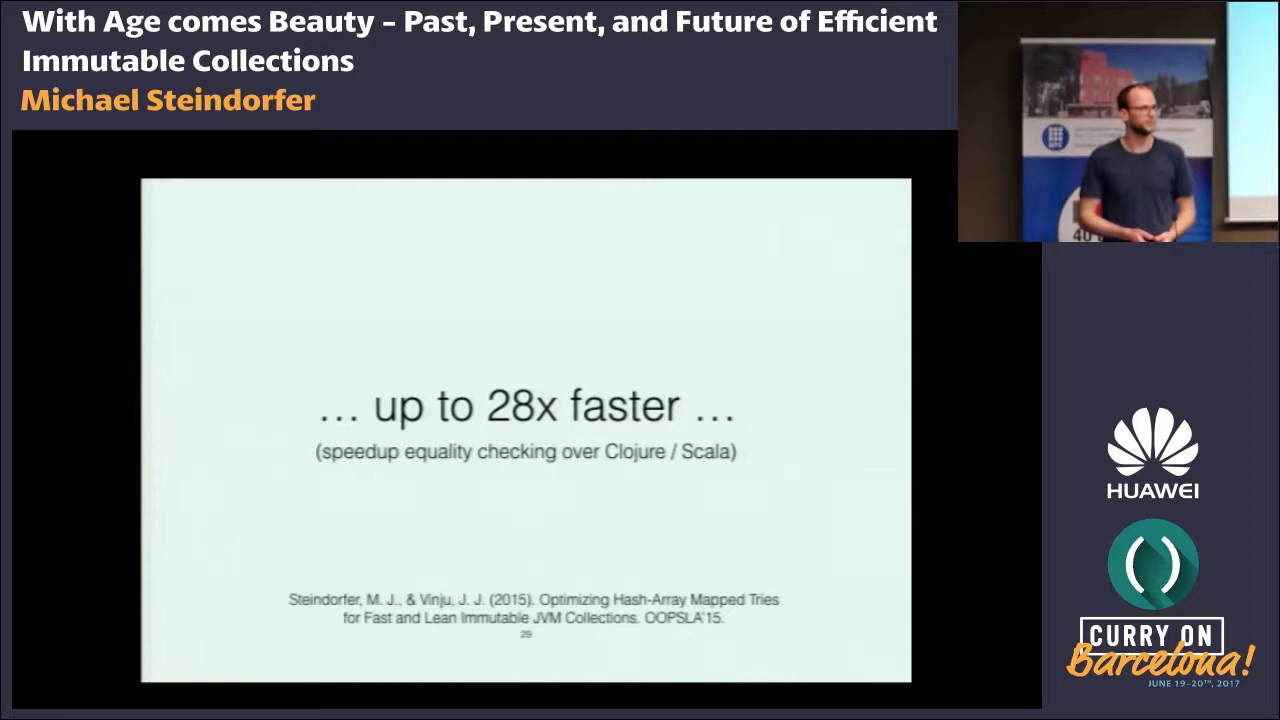 With Age comes Beauty – Past, Present, and Future of Efficient
Immutable Collections
Michael Steindorfer
... up to 28x faster ...
(speedup equality checking over Clojure / Scala)
Steindorfer, M. J., & Vinju, J. J. (2015). Optimizing Hash-Array Mapped Tries
for Fast and Lean Immutable JVM Collections. OOPSLA'15.
29
40
HUAWEI
CURRY ON
Barcelona!
JUNE 19-20TH, 2017